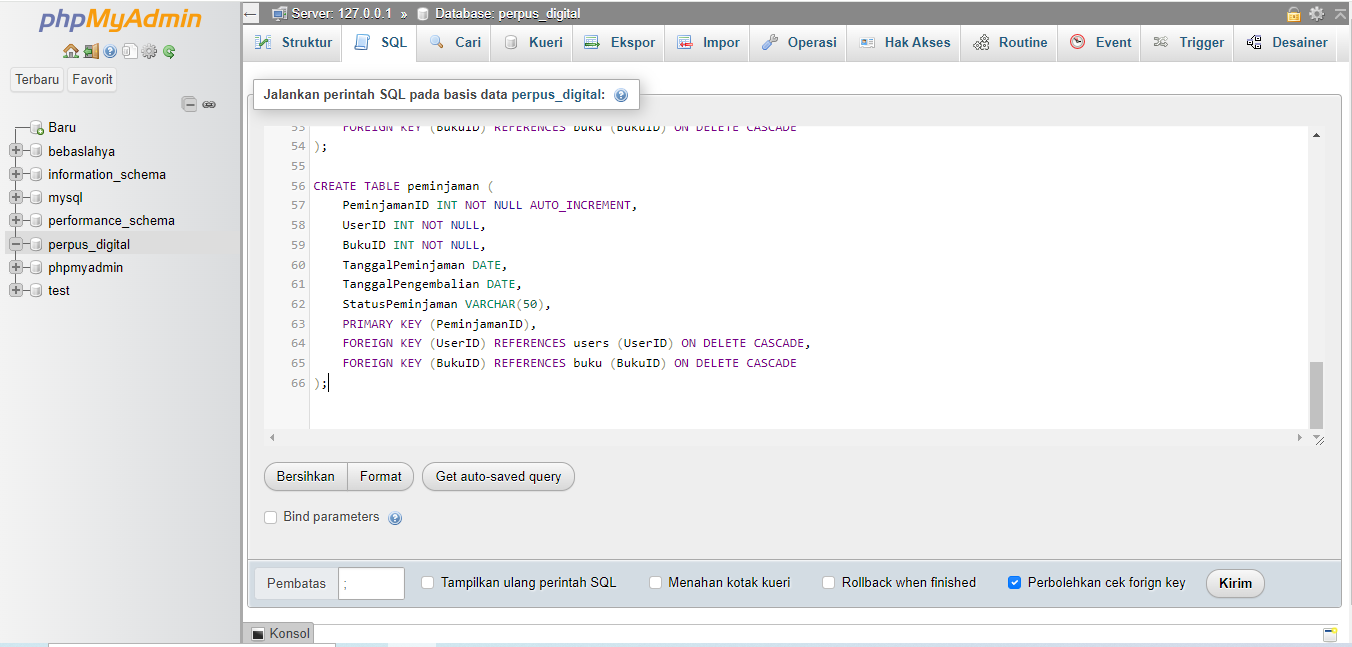 phpMyAdmin
Terbaru Favorit
Baru
bebaslahya
information_schema
mysql
performance_schema
perpus_digital
phpmyadmin
test
Server: 127.0.0.1 » Database: perpus_digital
Struktur SQL Cari Kueri Ekspor Impor Operasi Hak Akses Routine Event Trigger Desainer
Jalankan perintah SQL pada basis data perpus_digital:
53 FOREIGN KEY (BukuID) REFERENCES buku (BukuID) ON DELETE CASCADE
54 );
55
56 CREATE TABLE peminjaman (
57 PeminjamanID INT NOT NULL AUTO_INCREMENT,
58 UserID INT NOT NULL,
59 BukuID INT NOT NULL,
60 TanggalPeminjaman DATE,
61 TanggalPengembalian DATE,
62 StatusPeminjaman VARCHAR(50),
63 PRIMARY KEY (PeminjamanID),
64 FOREIGN KEY (UserID) REFERENCES users (UserID) ON DELETE CASCADE,
65 FOREIGN KEY (BukuID) REFERENCES buku (BukuID) ON DELETE CASCADE
66 );
Bersihkan Format Get auto-saved query
Bind parameters
Pembatas ; Tampilkan ulang perintah SQL Menahan kotak kueri Rollback when finished Perbolehkan cek forign key Kirim
Konsol